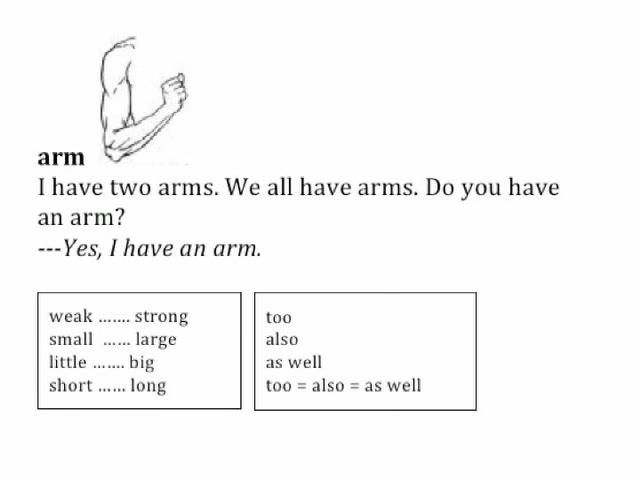 arm
I have two arms. We all have arms. Do you have
an arm?
---Yes, I have an arm.
weak ....... strong
small ...... large
little ....... big
short ...... long
too
also
as well
too = also = as well